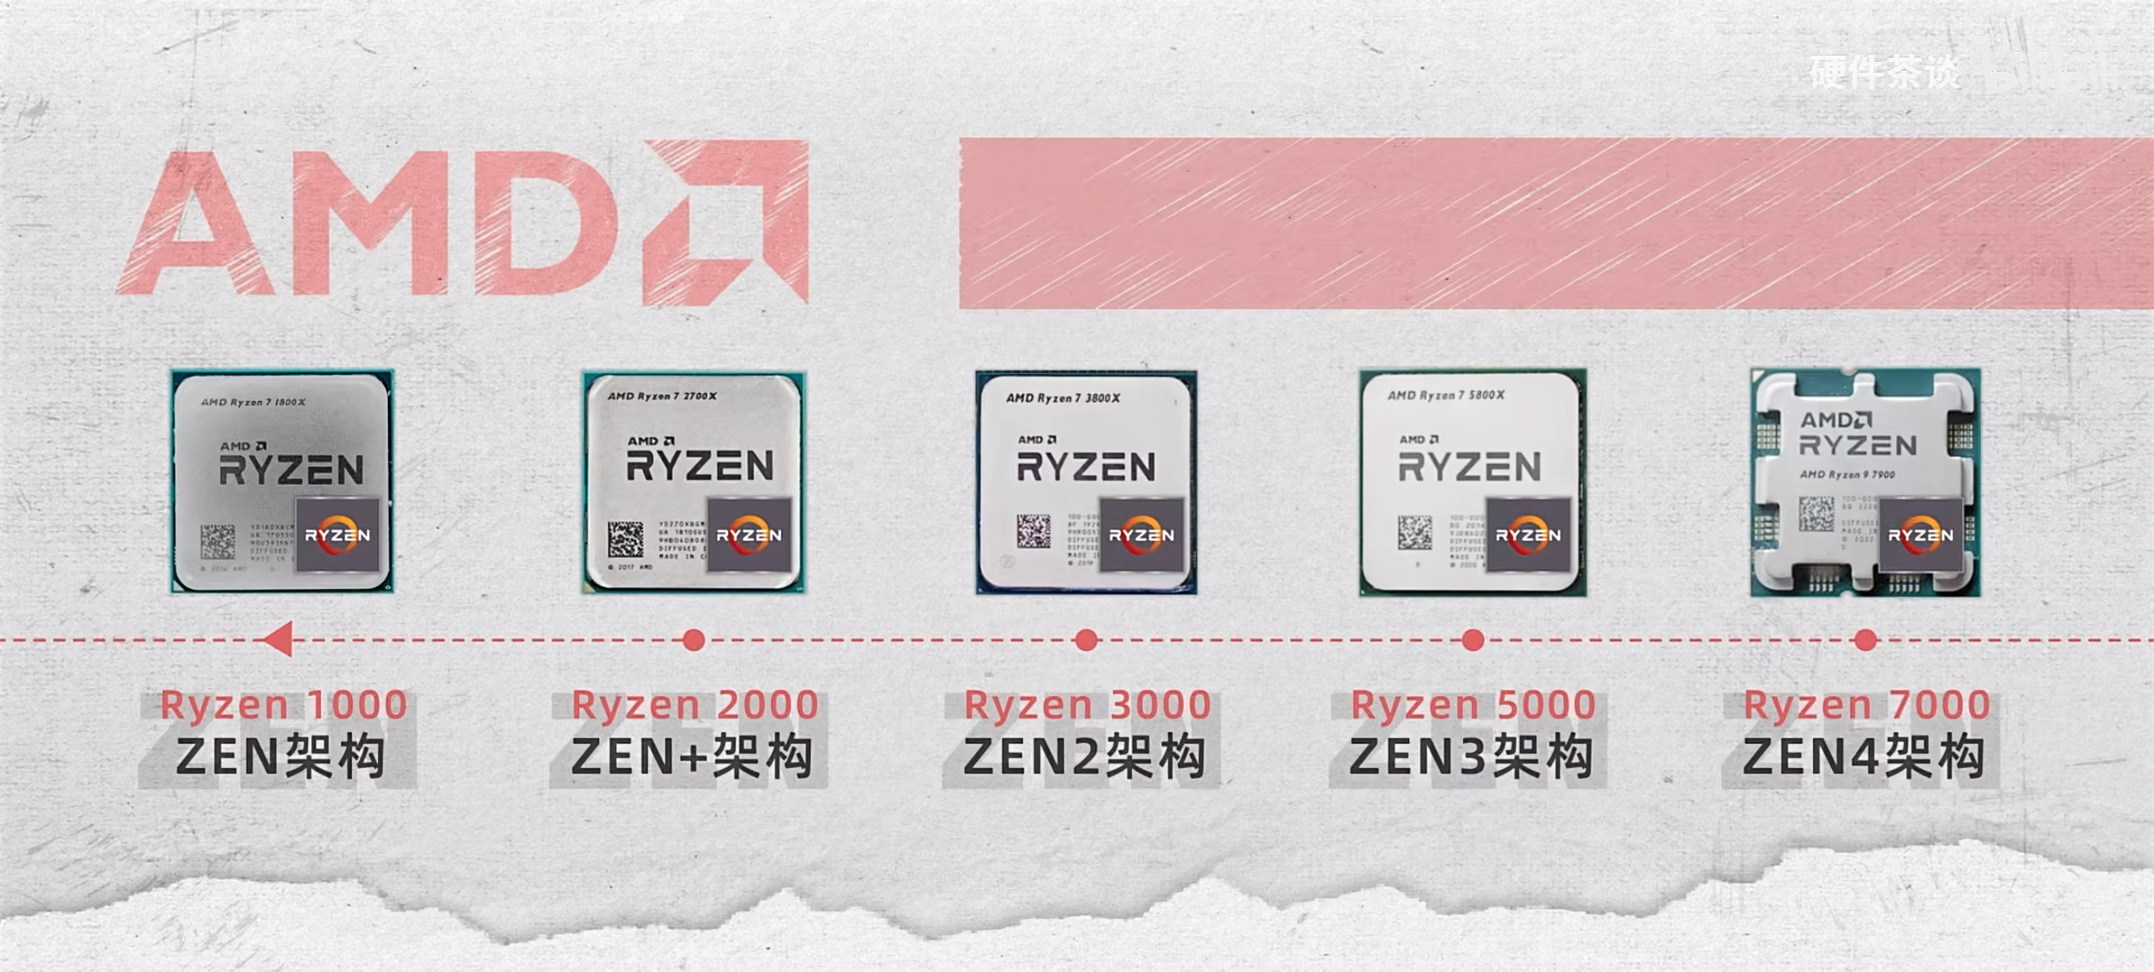 硬件茶谈
AMD
AMD Ryzen 7 1800X
AMD
RYZEN
RYZEN
AMD Ryzen 7 2700X
AMD
RYZEN
© 2017 AMD
RYZEN
AMD Ryzen 7 3800X
AMD
RYZEN
RYZEN
AMD Ryzen 7 5800X
AMD
RYZEN
RYZEN
AMD
RYZEN
AMD Ryzen 9 7900
RYZEN
Ryzen 1000
ZEN架构
Ryzen 2000
ZEN+架构
Ryzen 3000
ZEN2架构
Ryzen 5000
ZEN3架构
Ryzen 7000
ZEN4架构